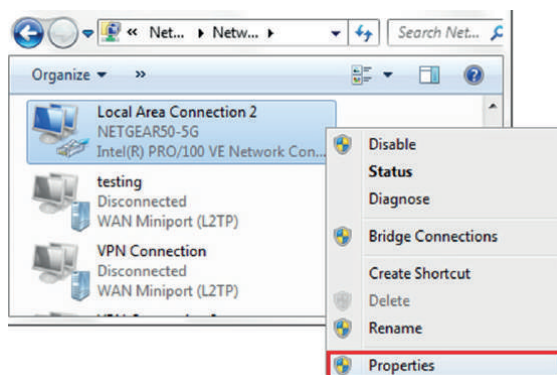 « Net... ▸ Netw... ▸
Search Net...
Organize ▾ »
Local Area Connection 2
NETGEAR50-5G
Intel(R) PRO/100 VE Network Con...
testing
Disconnected
WAN Miniport (L2TP)
VPN Connection
Disconnected
WAN Miniport (L2TP)
Disable
Status
Diagnose
Bridge Connections
Create Shortcut
Delete
Rename
Properties